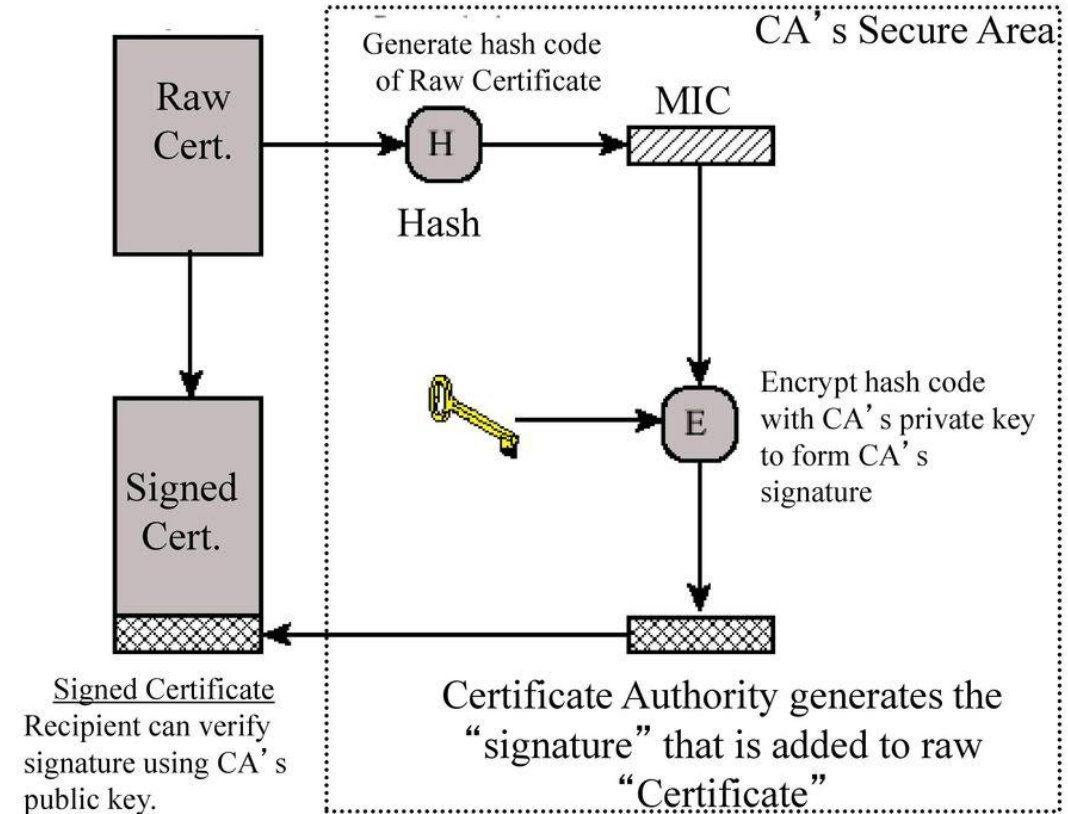 CA’s Secure Area
Generate hash code
of Raw Certificate
Raw
Cert.
H
MIC
Hash
E
Encrypt hash code
with CA’s private key
to form CA’s
signature
Signed
Cert.
Signed Certificate
Recipient can verify
signature using CA’s
public key.
Certificate Authority generates the
“signature” that is added to raw
“Certificate”